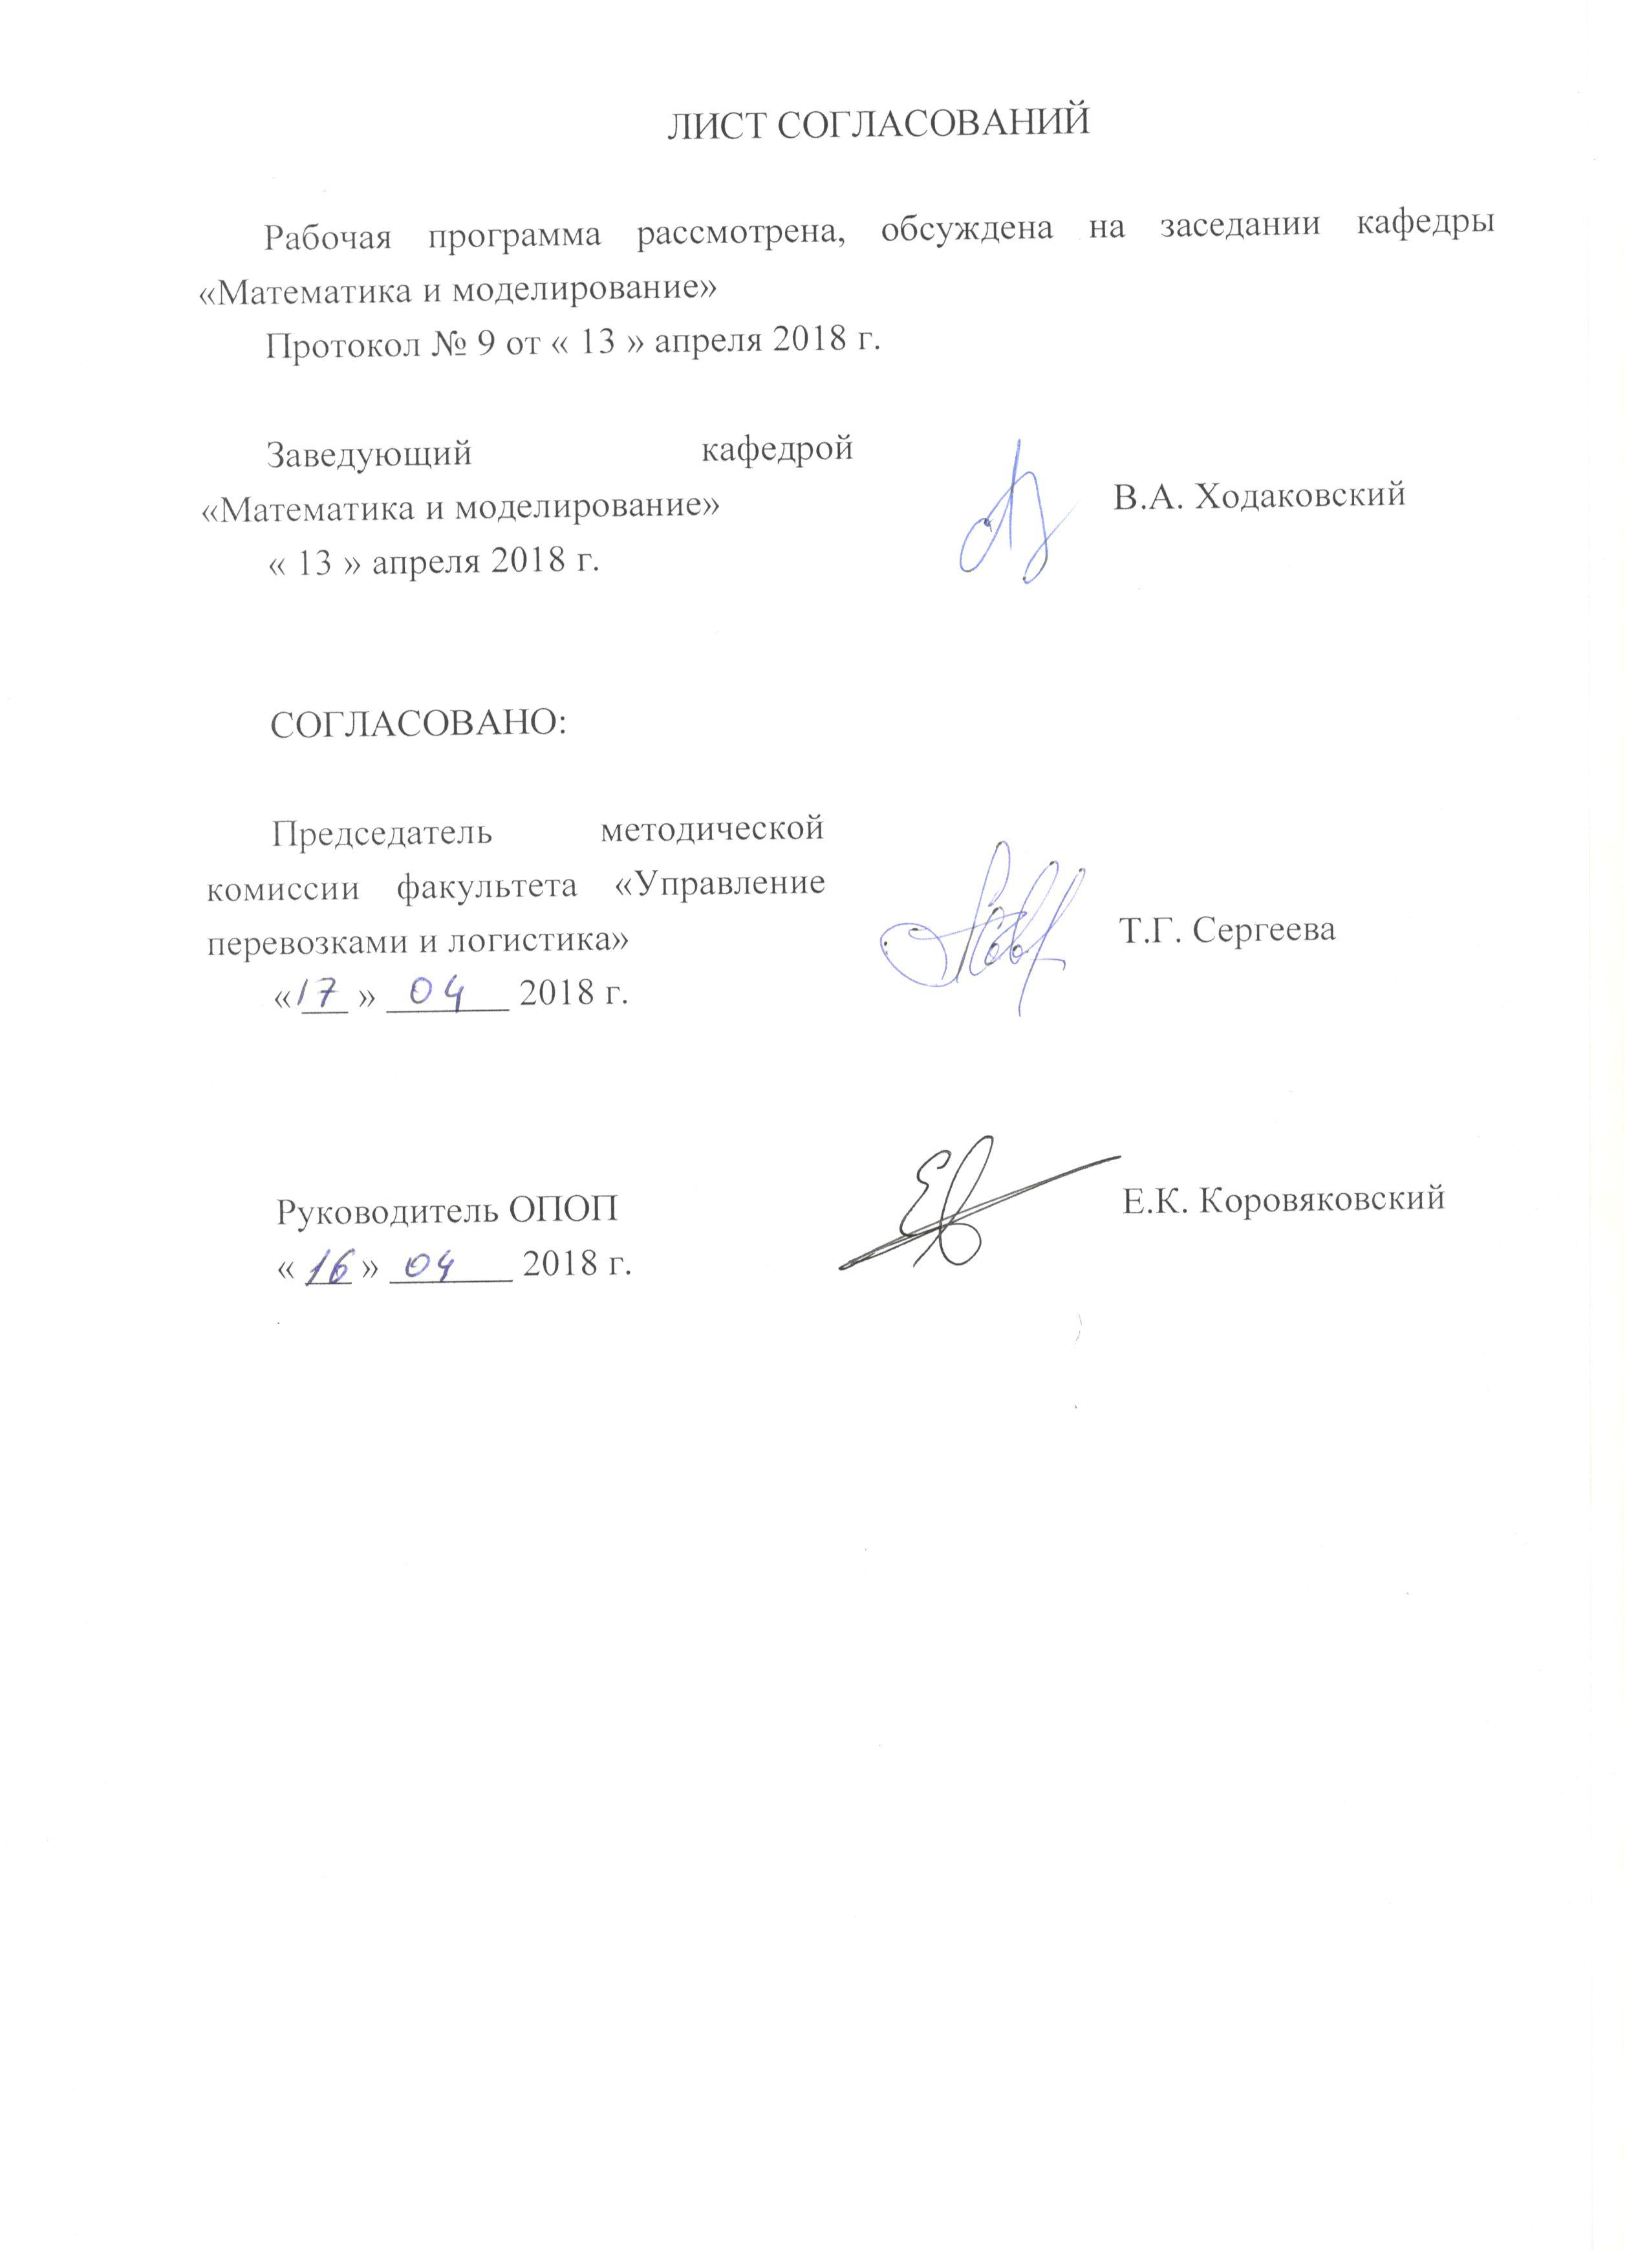 ЛИСТ СОГЛАСОВАНИЙ
Рабочая программа рассмотрена, обсуждена на заседании кафедры
«Математика и моделирование»
Протокол № 9 от « 13 » апреля 2018 г.
Заведующий кафедрой
«Математика и моделирование»
В.А. Ходаковский
« 13 » апреля 2018 г.
СОГЛАСОВАНО:
Председатель методической
комиссии факультета «Управление
перевозками и логистика»
Т.Г. Сергеева
«17» 04 2018 г.
Руководитель ОПОП
Е.К. Коровяковский
«16» 04 2018 г.